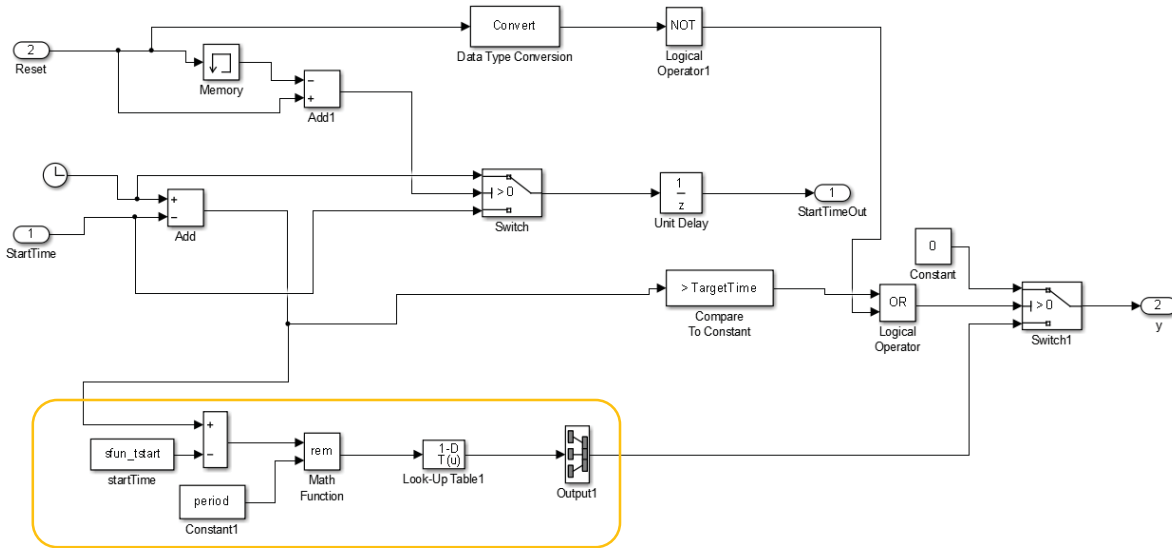 2
Reset
Memory
−
+
Add1
Convert
Data Type Conversion
NOT
Logical
Operator1
+
−
Add
1
StartTime
> 0
Switch
1
z
Unit Delay
1
StartTimeOut
> TargetTime
Compare
To Constant
0
Constant
OR
Logical
Operator
> 0
Switch1
2
y
+
−
sfun_tstart
startTime
period
Constant1
rem
Math
Function
1-D
T(u)
Look-Up Table1
Output1